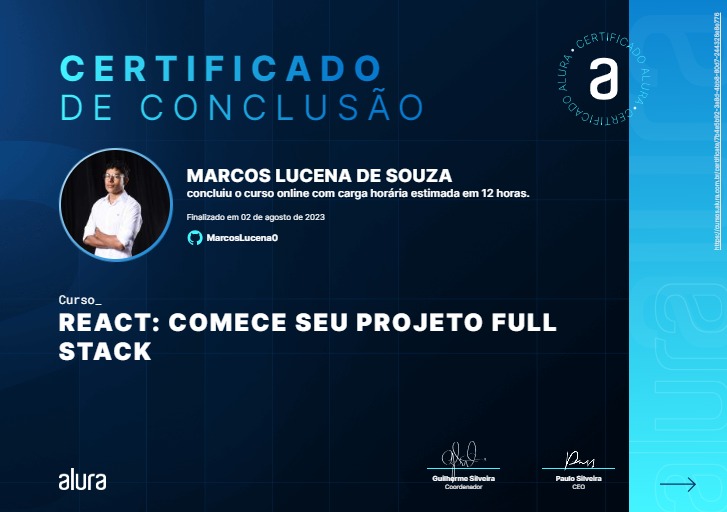 CERTIFICADO
DE CONCLUSÃO
CERTIFICADO ALURA • CERTIFICADO ALURA •
a
MARCOS LUCENA DE SOUZA
concluiu o curso online com carga horária estimada em 12 horas.
Finalizado em 02 de agosto de 2023
MarcosLucena0
Curso_
REACT: COMECE SEU PROJETO FULL
STACK
alura
Guilherme Silveira
Coordenador
Paulo Silveira
CEO
alura